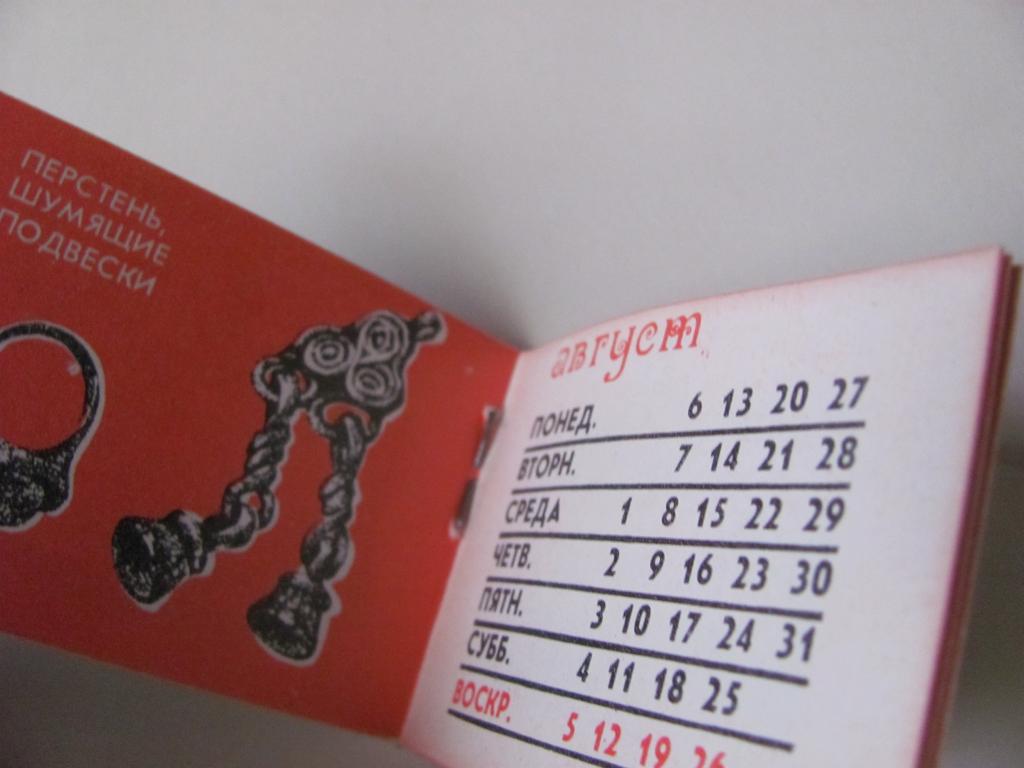 ПЕРСТЕНЬ,
ШУМЯЩИЕ
ПОДВЕСКИ
август
ПОНЕД. 6 13 20 27
ВТОРН. 7 14 21 28
СРЕДА 1 8 15 22 29
ЧЕТВ. 2 9 16 23 30
ПЯТН. 3 10 17 24 31
СУББ. 4 11 18 25
ВОСКР. 5 12 19 26